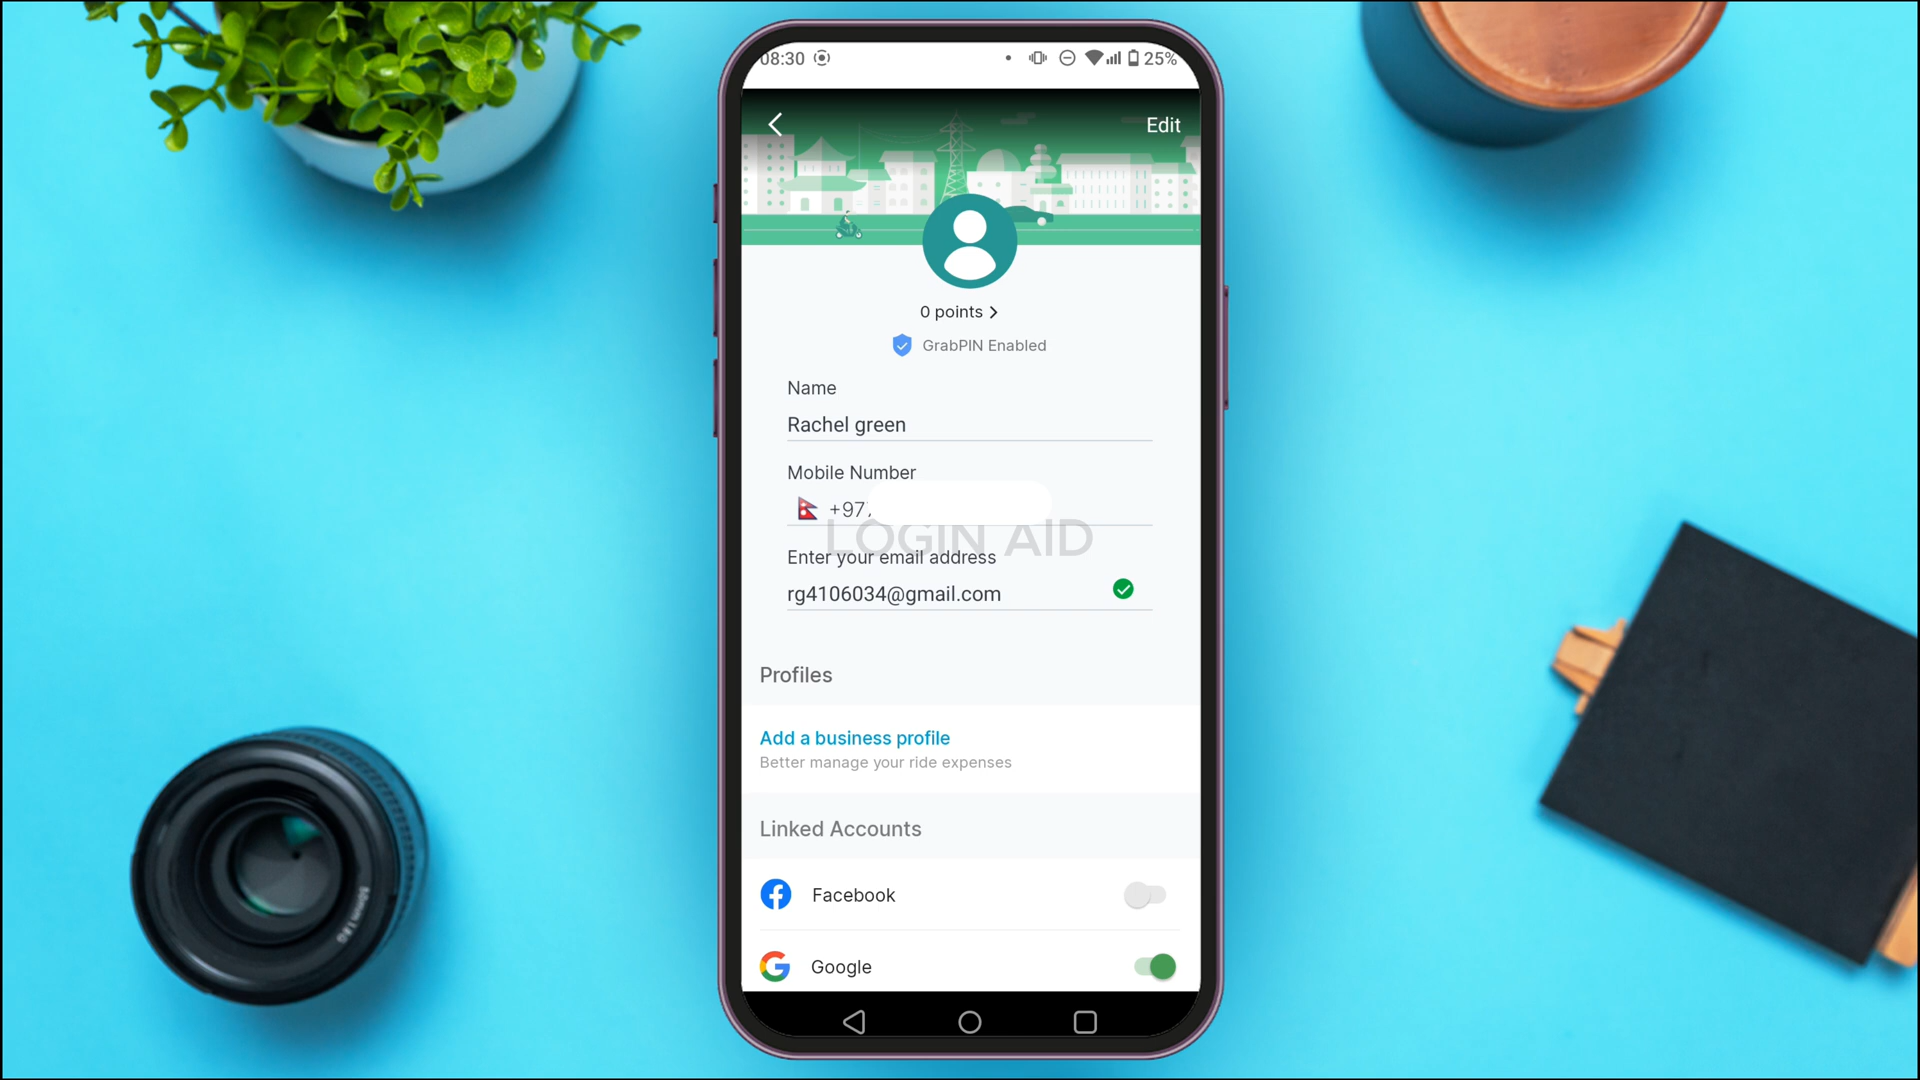 08:30 25%
Edit
0 points
GrabPIN Enabled
Name
Rachel green
Mobile Number
+97
LOGIN AID
Enter your email address
rg4106034@gmail.com
Profiles
Add a business profile
Better manage your ride expenses
Linked Accounts
Facebook
Google